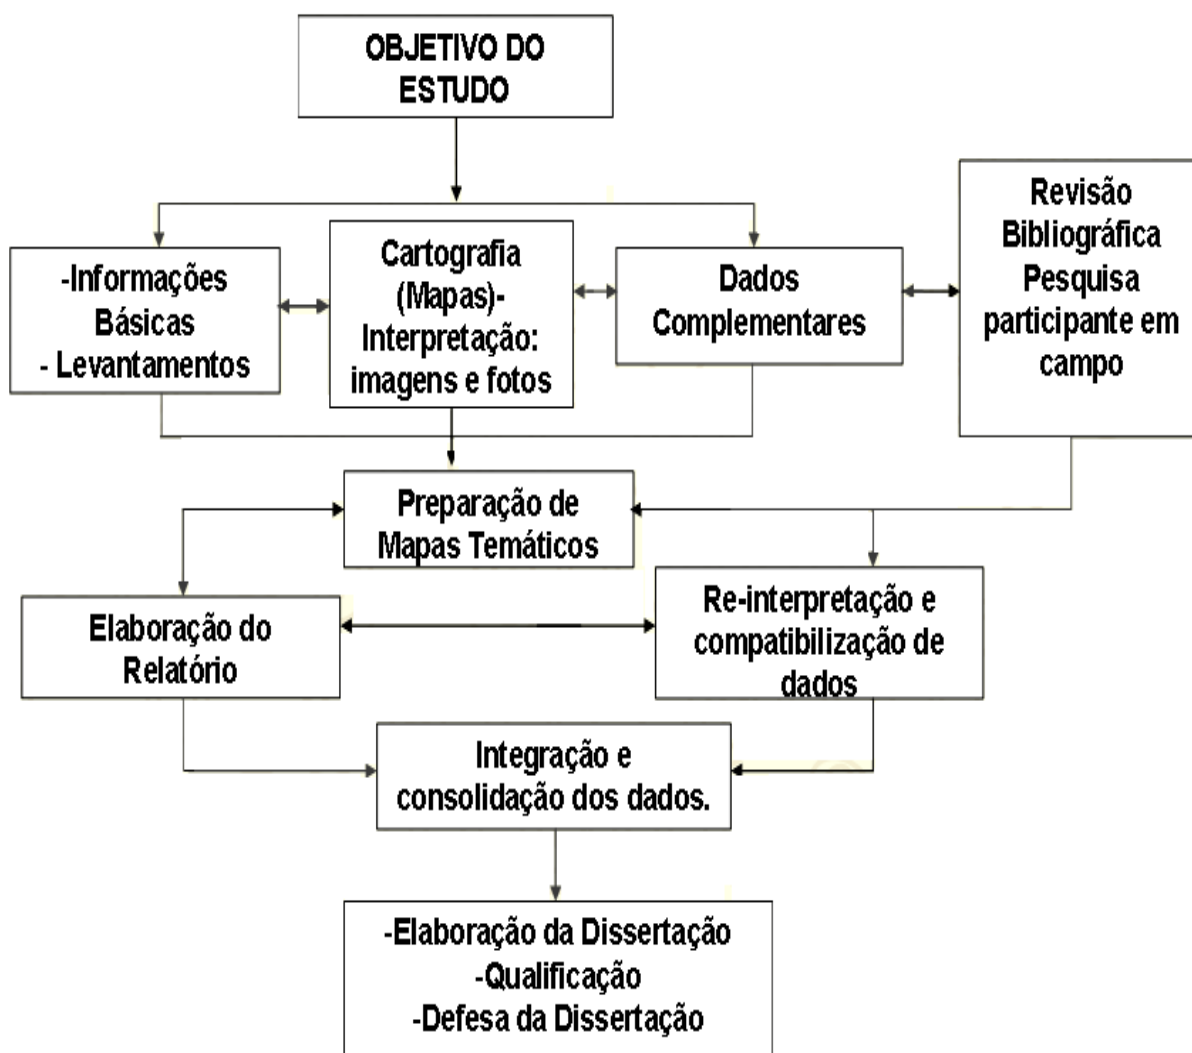 OBJETIVO DO
ESTUDO
-Informações
Básicas
- Levantamentos
Cartografia
(Mapas)-
Interpretação:
imagens e fotos
Dados
Complementares
Revisão
Bibliográfica
Pesquisa
participante em
campo
Preparação de
Mapas Temáticos
Elaboração do
Relatório
Re-interpretação e
compatibilização de
dados
Integração e
consolidação dos dados.
-Elaboração da Dissertação
-Qualificação
-Defesa da Dissertação